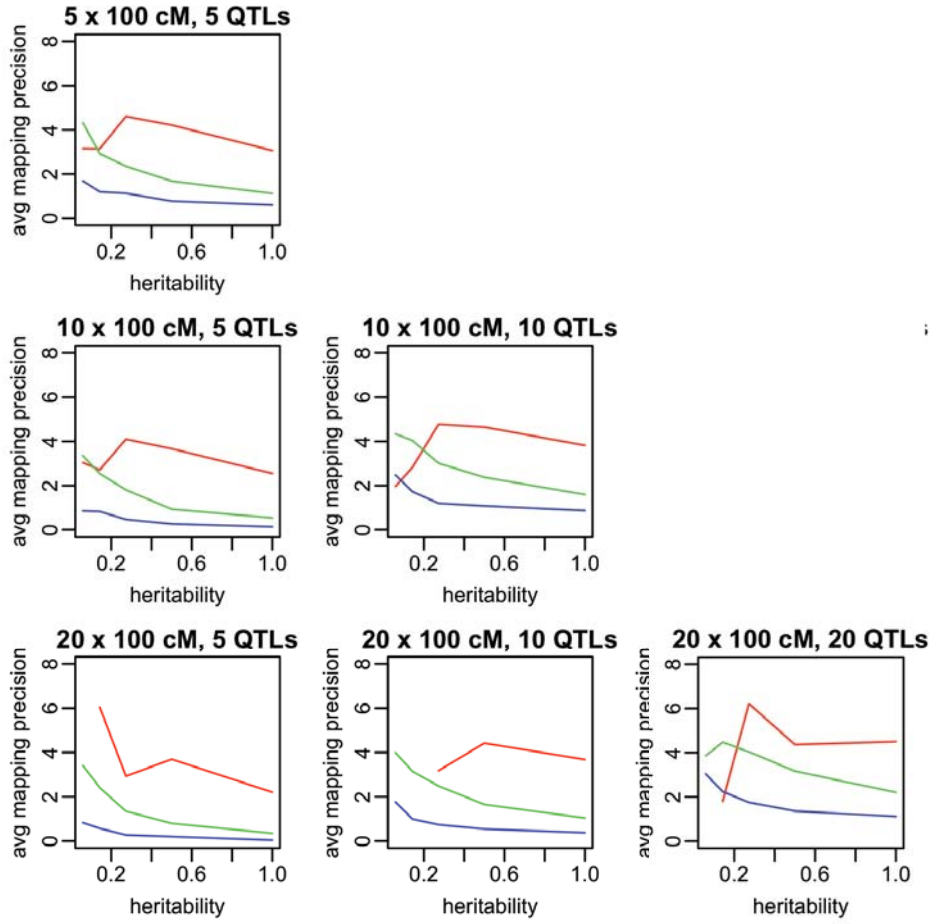 5 x 100 cM, 5 QTLs
avg mapping precision
8
6
4
2
0
0.2 0.6 1.0
heritability
10 x 100 cM, 5 QTLs
avg mapping precision
8
6
4
2
0
0.2 0.6 1.0
heritability
10 x 100 cM, 10 QTLs
avg mapping precision
8
6
4
2
0
0.2 0.6 1.0
heritability
20 x 100 cM, 5 QTLs
avg mapping precision
8
6
4
2
0
0.2 0.6 1.0
heritability
20 x 100 cM, 10 QTLs
avg mapping precision
8
6
4
2
0
0.2 0.6 1.0
heritability
20 x 100 cM, 20 QTLs
avg mapping precision
8
6
4
2
0
0.2 0.6 1.0
heritability